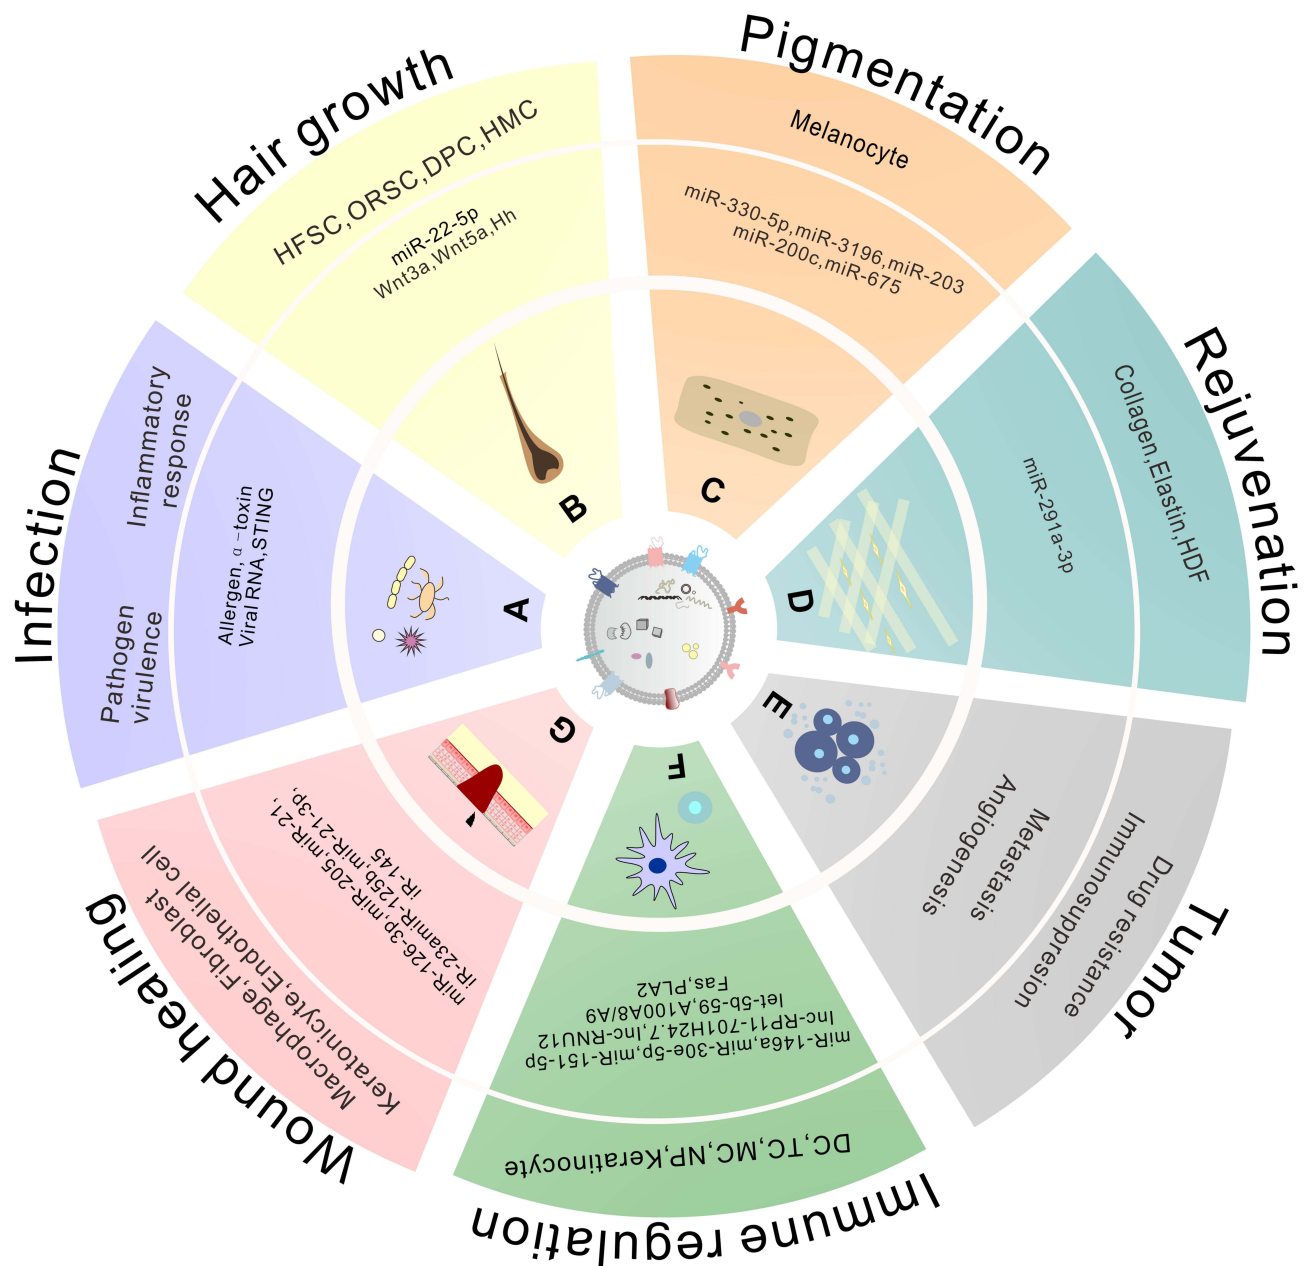 Infection
Inflammatory
response
Pathogen
virulence
Allergen, α-toxin
Viral RNA,STING
A
Hair growth
HFSC,ORSC,DPC,HMC
miR-22-5p
Wnt3a,Wnt5a,Hh
B
Pigmentation
Melanocyte
miR-330-5p,miR-3196,miR-203
miR-200c,miR-675
C
Rejuvenation
Collagen,Elastin,HDF
miR-291a-3p
D
Tumor
Drug resistance
Immunosuppresion
Metastasis
Angliogenesis
E
Immune regulation
DC,TC,MC,NP,Keratinocyte
miR-146a,miR-30e-5p,miR-151-5p
lnc-RP11-701H24.7,lnc-RNU12
let-5b-59,A100A8/A9
Fas,PLA2
F
Wound healing
Macrophage,Fibroblast
Keratonicyte,Endothelial cell
miR-126-3p,miR-205,miR-21,
iR-23amiR-125b,miR-21-3p,
iR-145
G